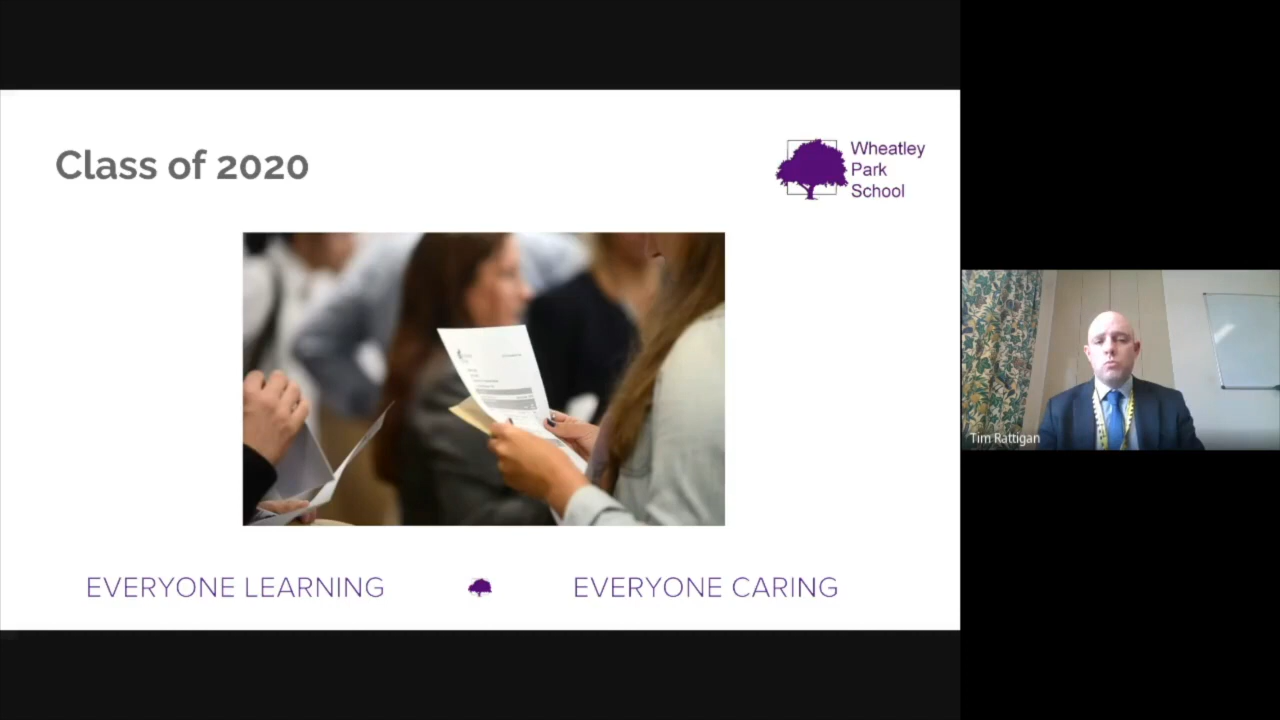 Class of 2020
Wheatley
Park
School
EVERYONE LEARNING
EVERYONE CARING
Tim Rattigan